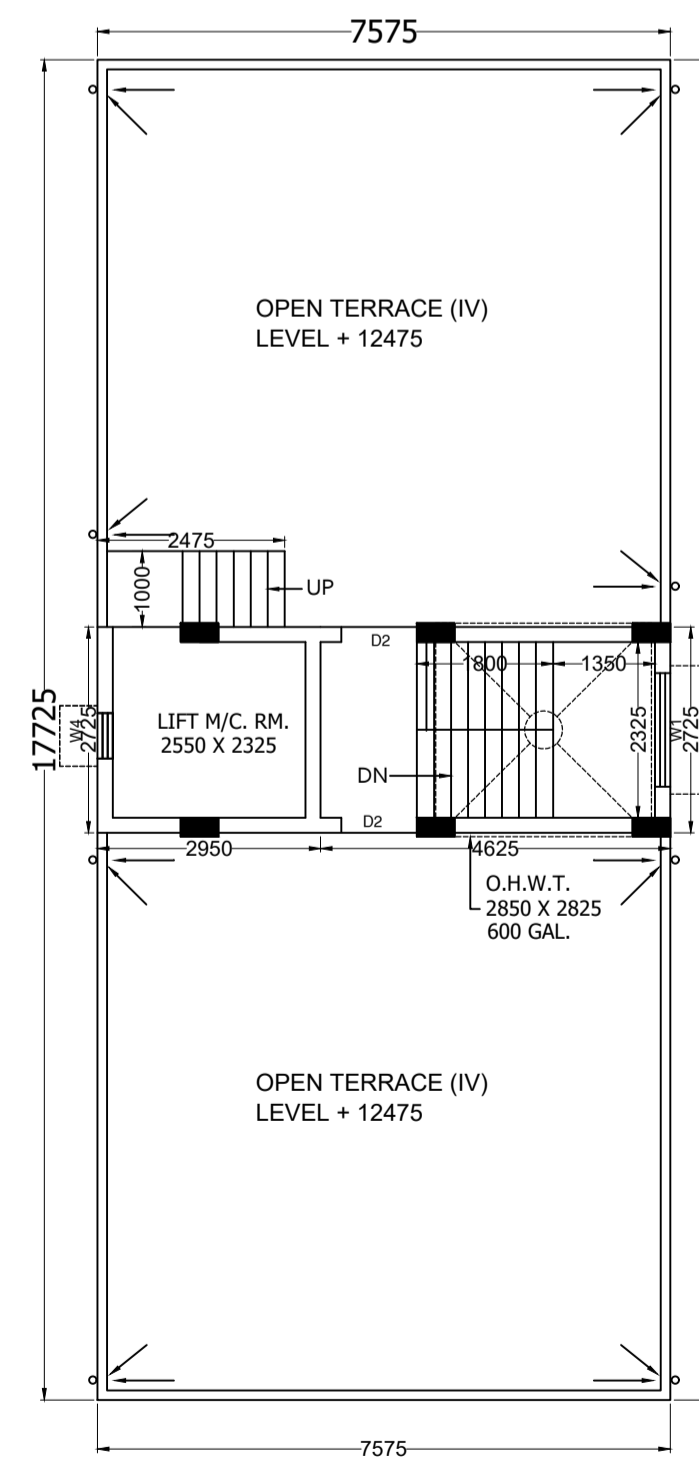 7575
OPEN TERRACE (IV)
LEVEL + 12475
2475
1000
UP
D2
1800
1350
17725
W4
2725
LIFT M/C. RM.
2550 X 2325
2325
W1
2725
DN
D2
2950
4625
O.H.W.T.
2850 X 2825
600 GAL.
OPEN TERRACE (IV)
LEVEL + 12475
7575